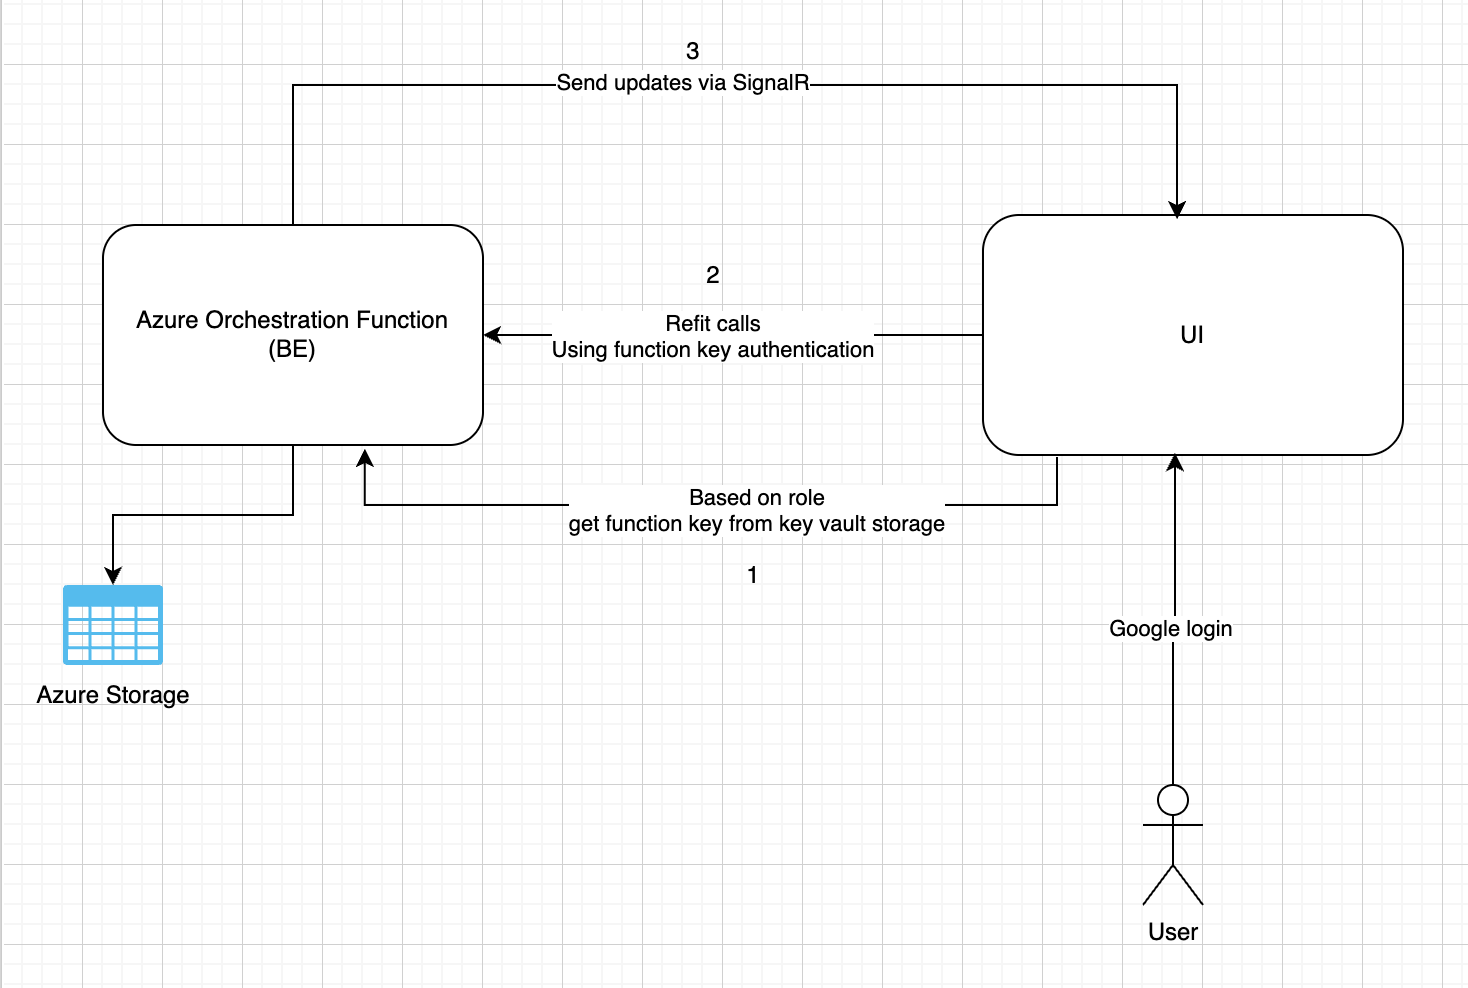 3
Send updates via SignalR
2
Refit calls
Using function key authentication
Azure Orchestration Function
(BE)
UI
Based on role
get function key from key vault storage
1
Google login
Azure Storage
User